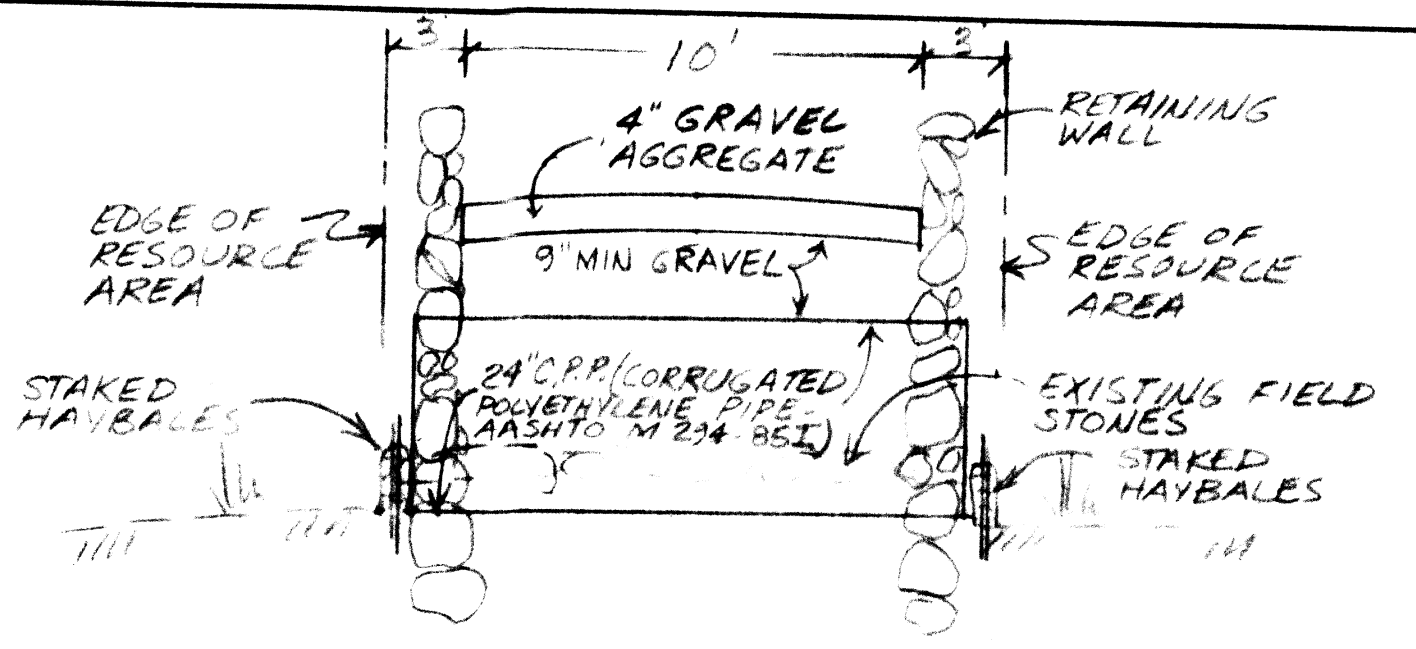 3'
10'
3'
RETAINING
WALL
4" GRAVEL
AGGREGATE
EDGE OF
RESOURCE
AREA
9" MIN GRAVEL
EDGE OF
RESOURCE
AREA
STAKED
HAYBALES
24" C.P.P. (CORRUGATED
POLYETHYLENE PIPE-
AASHTO M 294-85I)
EXISTING FIELD
STONES
STAKED
HAYBALES